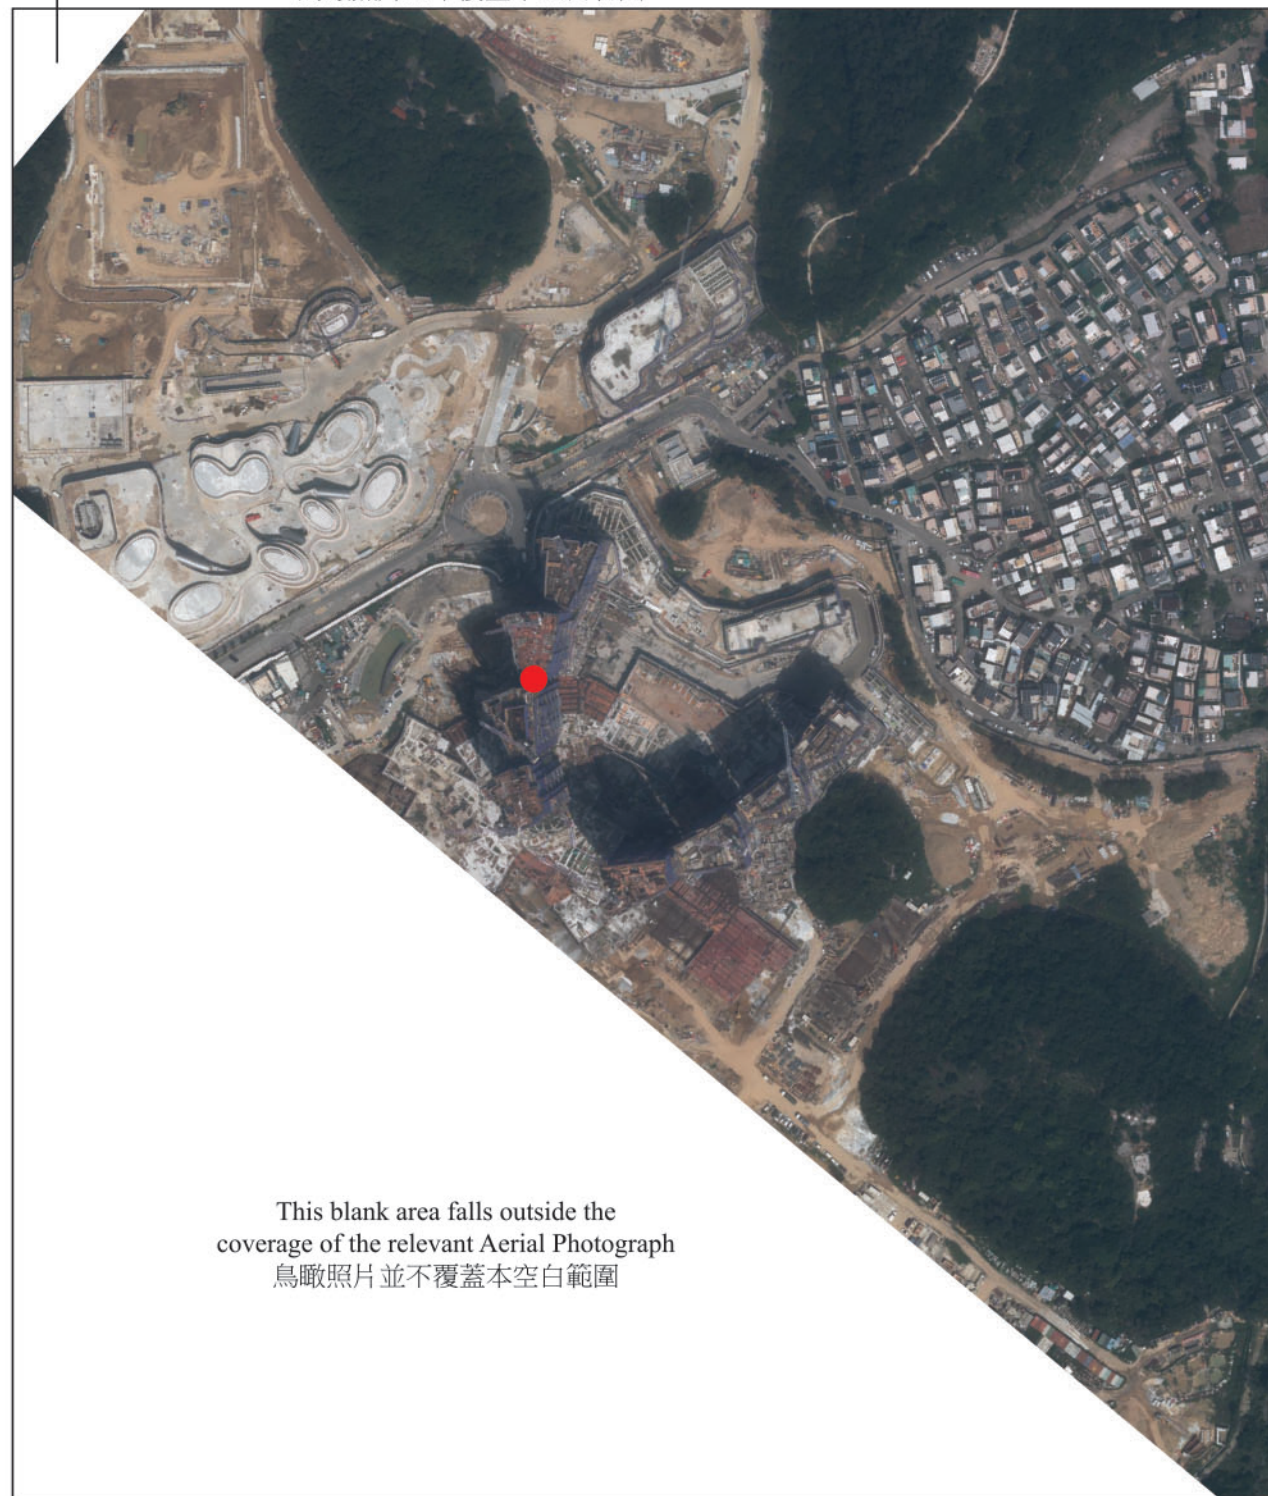 This blank area falls outside the
coverage of the relevant Aerial Photograph
鳥瞰照片並不覆蓋本空白範圍